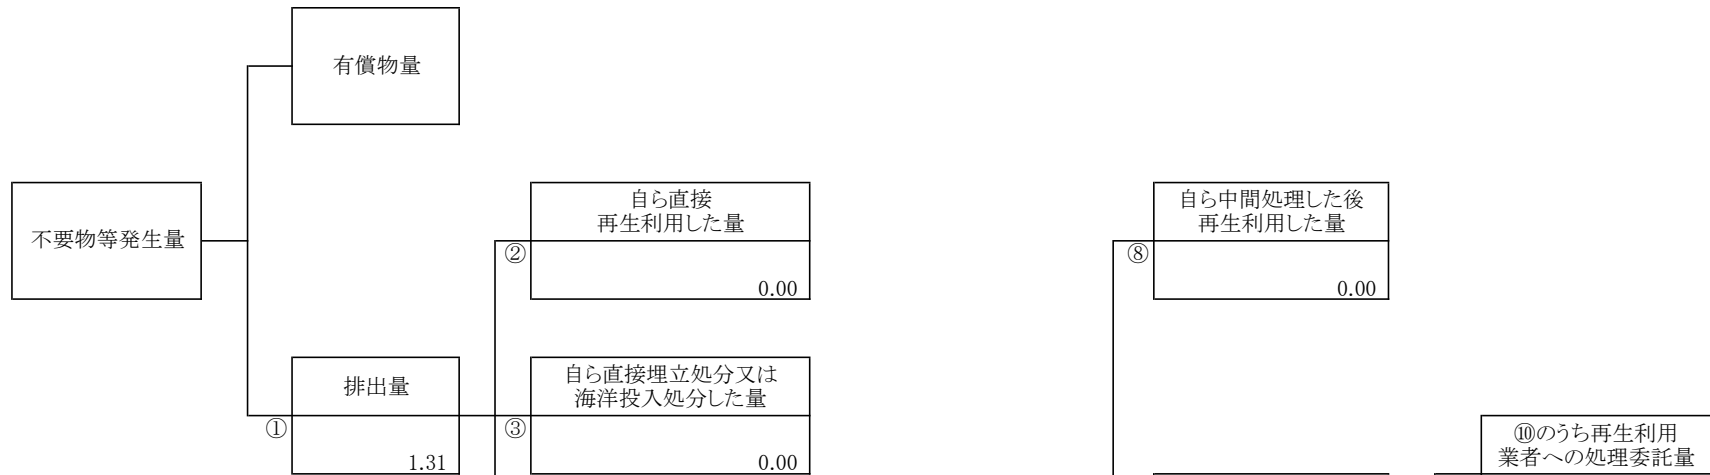 有償物量
不要物等発生量
自ら直接
再生利用した量
②
0.00
自ら中間処理した後
再生利用した量
⑧
0.00
排出量
①
1.31
自ら直接埋立処分又は
海洋投入処分した量
③
0.00
⑩のうち再生利用
業者への処理委託量